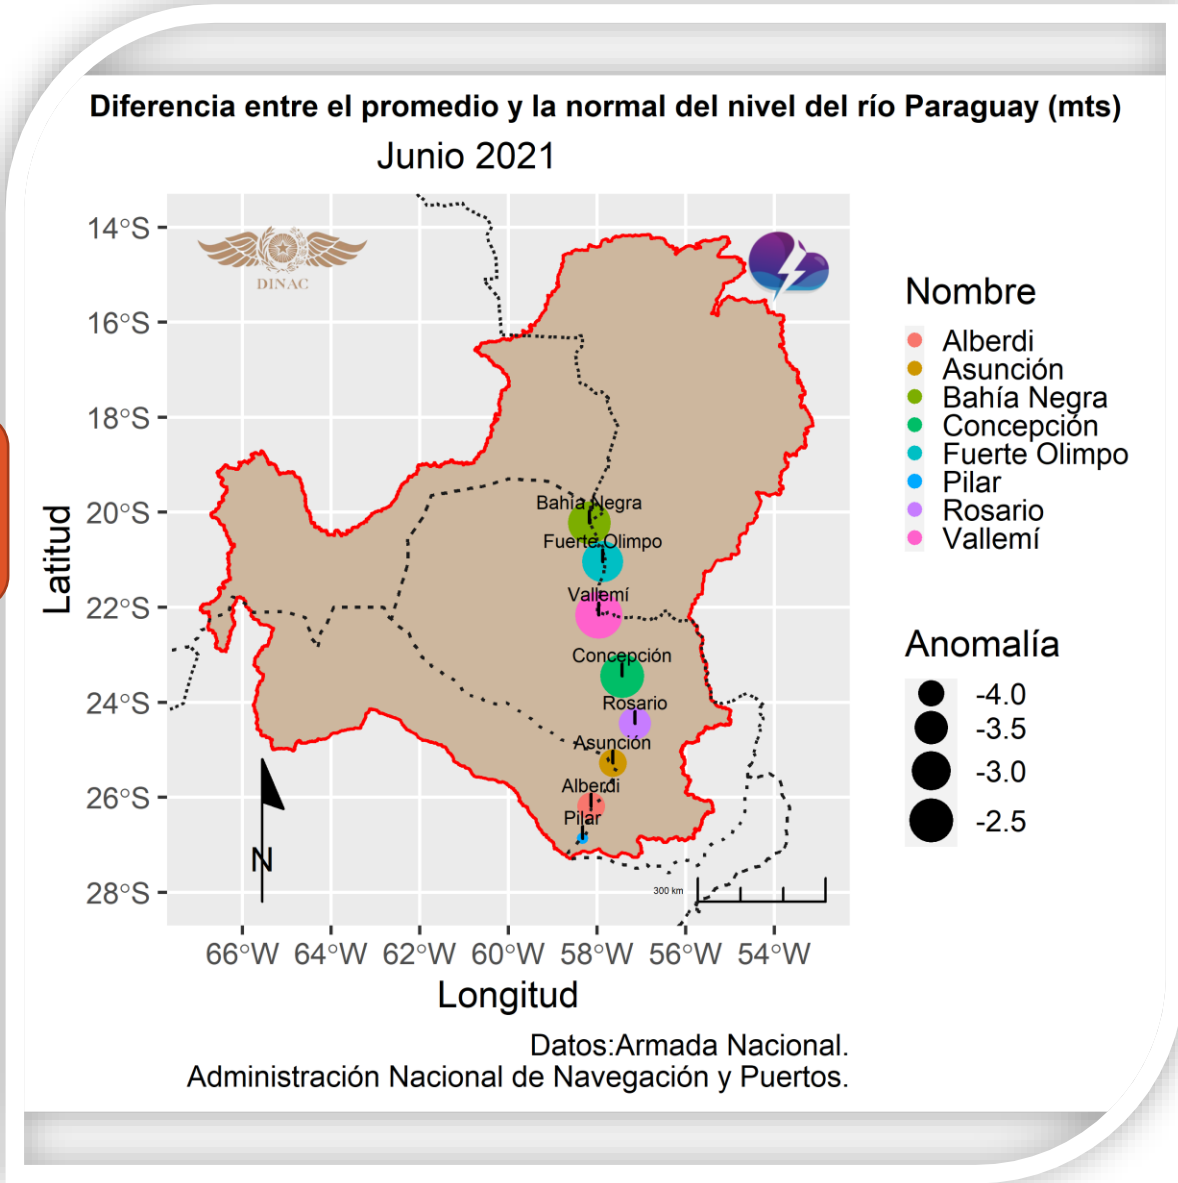 Diferencia entre el promedio y la normal del nivel del río Paraguay (mts)
Junio 2021
14°S
16°S
18°S
20°S
22°S
24°S
26°S
28°S
Latitud
DINAC
Bahía Negra
Fuerte Olimpo
Vallemí
Concepción
Rosario
Asunción
Alberdi
Pilar
N
300 km
66°W 64°W 62°W 60°W 58°W 56°W 54°W
Longitud
Nombre
Alberdi
Asunción
Bahía Negra
Concepción
Fuerte Olimpo
Pilar
Rosario
Vallemí
Anomalía
-4.0
-3.5
-3.0
-2.5
Datos:Armada Nacional.
Administración Nacional de Navegación y Puertos.